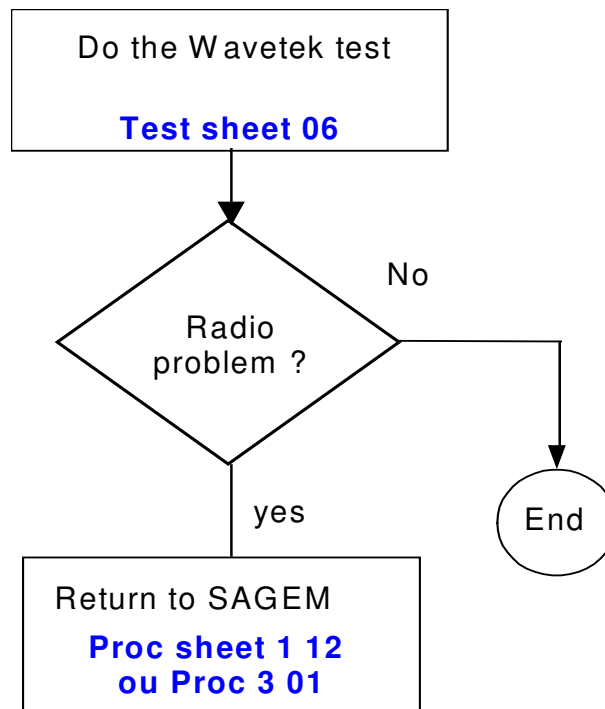 Do the Wavetek test
Test sheet 06
No
Radio
problem ?
yes
End
Return to SAGEM
Proc sheet 1 12
ou Proc 3 01